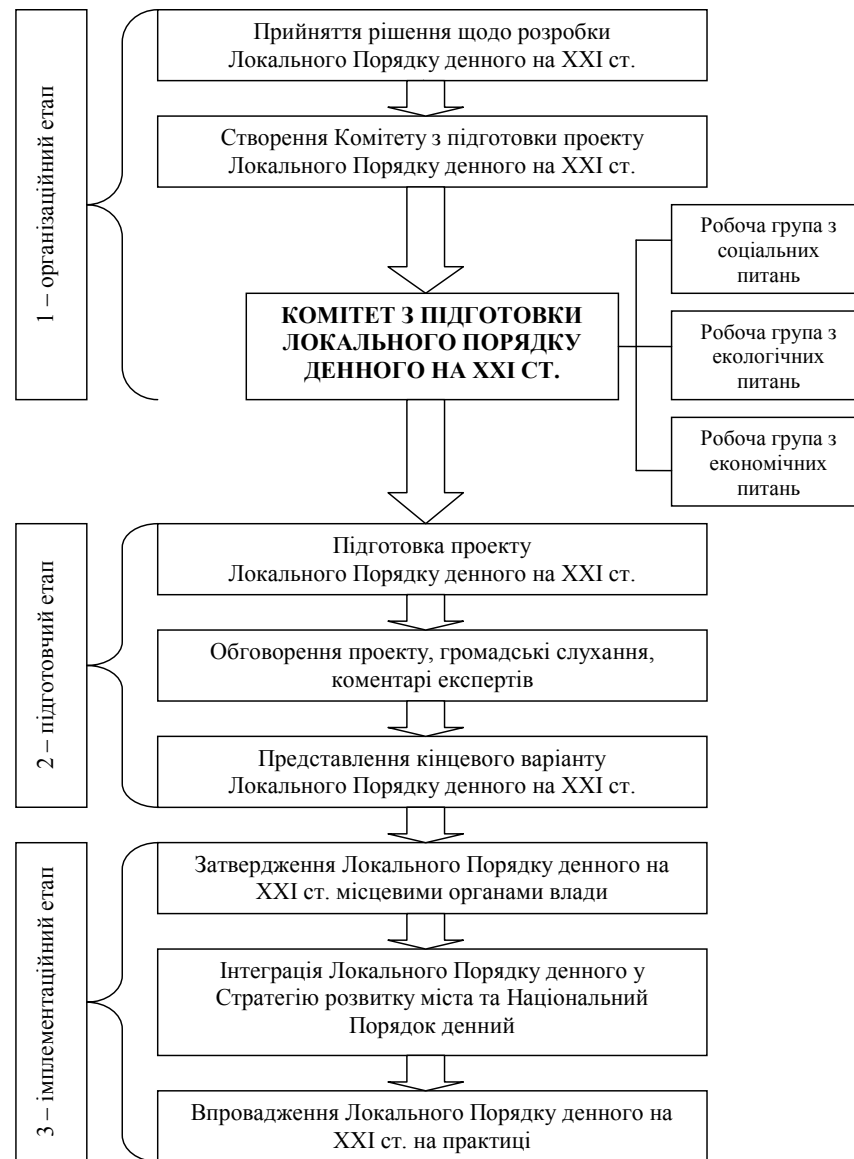 1 – організаційний етап
Прийняття рішення щодо розробки
Локального Порядку денного на XXI ст.
Створення Комітету з підготовки проекту
Локального Порядку денного на XXI ст.
КОМІТЕТ З ПІДГОТОВКИ
ЛОКАЛЬНОГО ПОРЯДКУ
ДЕННОГО НА XXI СТ.
Робоча група з
соціальних
питань
Робоча група з
екологічних
питань
Робоча група з
економічних
питань
2 – підготовчий етап
Підготовка проекту
Локального Порядку денного на XXI ст.
Обговорення проекту, громадські слухання,
коментарі експертів
Представлення кінцевого варіанту
Локального Порядку денного на XXI ст.
3 – імплементаційний етап
Затвердження Локального Порядку денного на
XXI ст. місцевими органами влади
Інтеграція Локального Порядку денного у
Стратегію розвитку міста та Національний
Порядок денний
Впровадження Локального Порядку денного на
XXI ст. на практиці